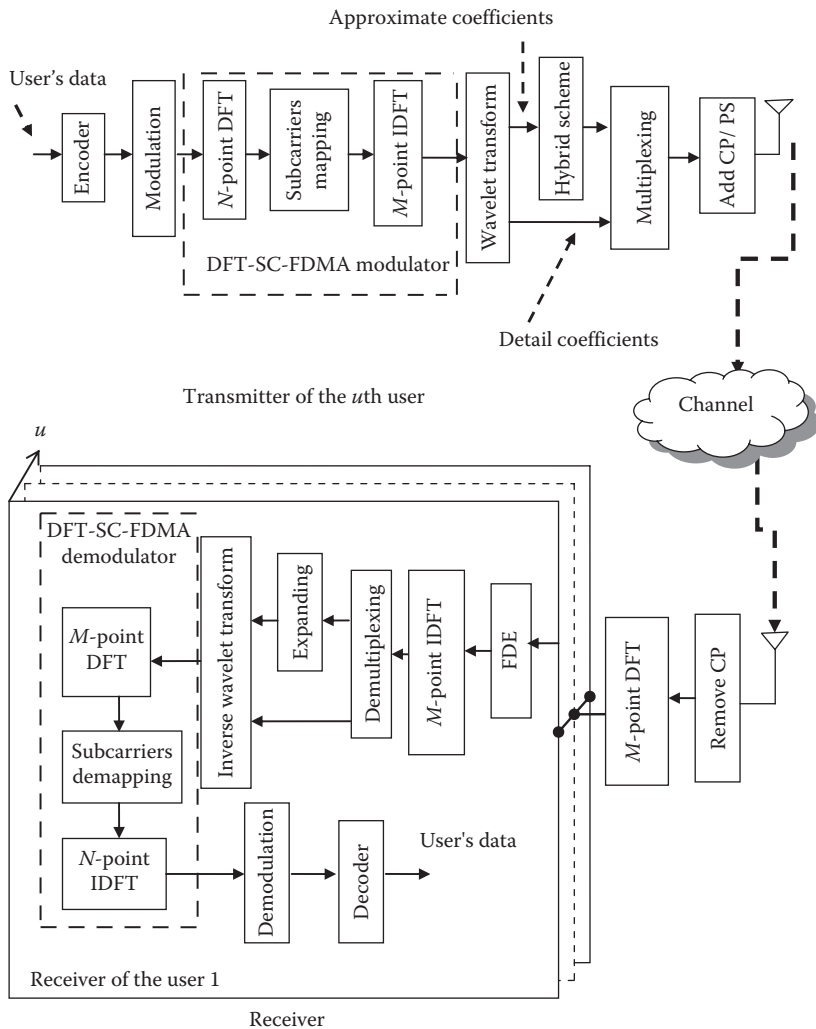 Approximate coefficients
User's data
Encoder
Modulation
N-point DFT
Subcarriers
mapping
M-point IDFT
DFT-SC-FDMA modulator
Wavelet transform
Hybrid scheme
Multiplexing
Add CP/ PS
Detail coefficients
Transmitter of the uth user
Channel
u
DFT-SC-FDMA
demodulator
M-point
DFT
Subcarriers
demapping
N-point
IDFT
Inverse wavelet transform
Expanding
Demultiplexing
M-point IDFT
FDE
M-point DFT
Remove CP
Demodulation
Decoder
User's data
Receiver of the user 1
Receiver